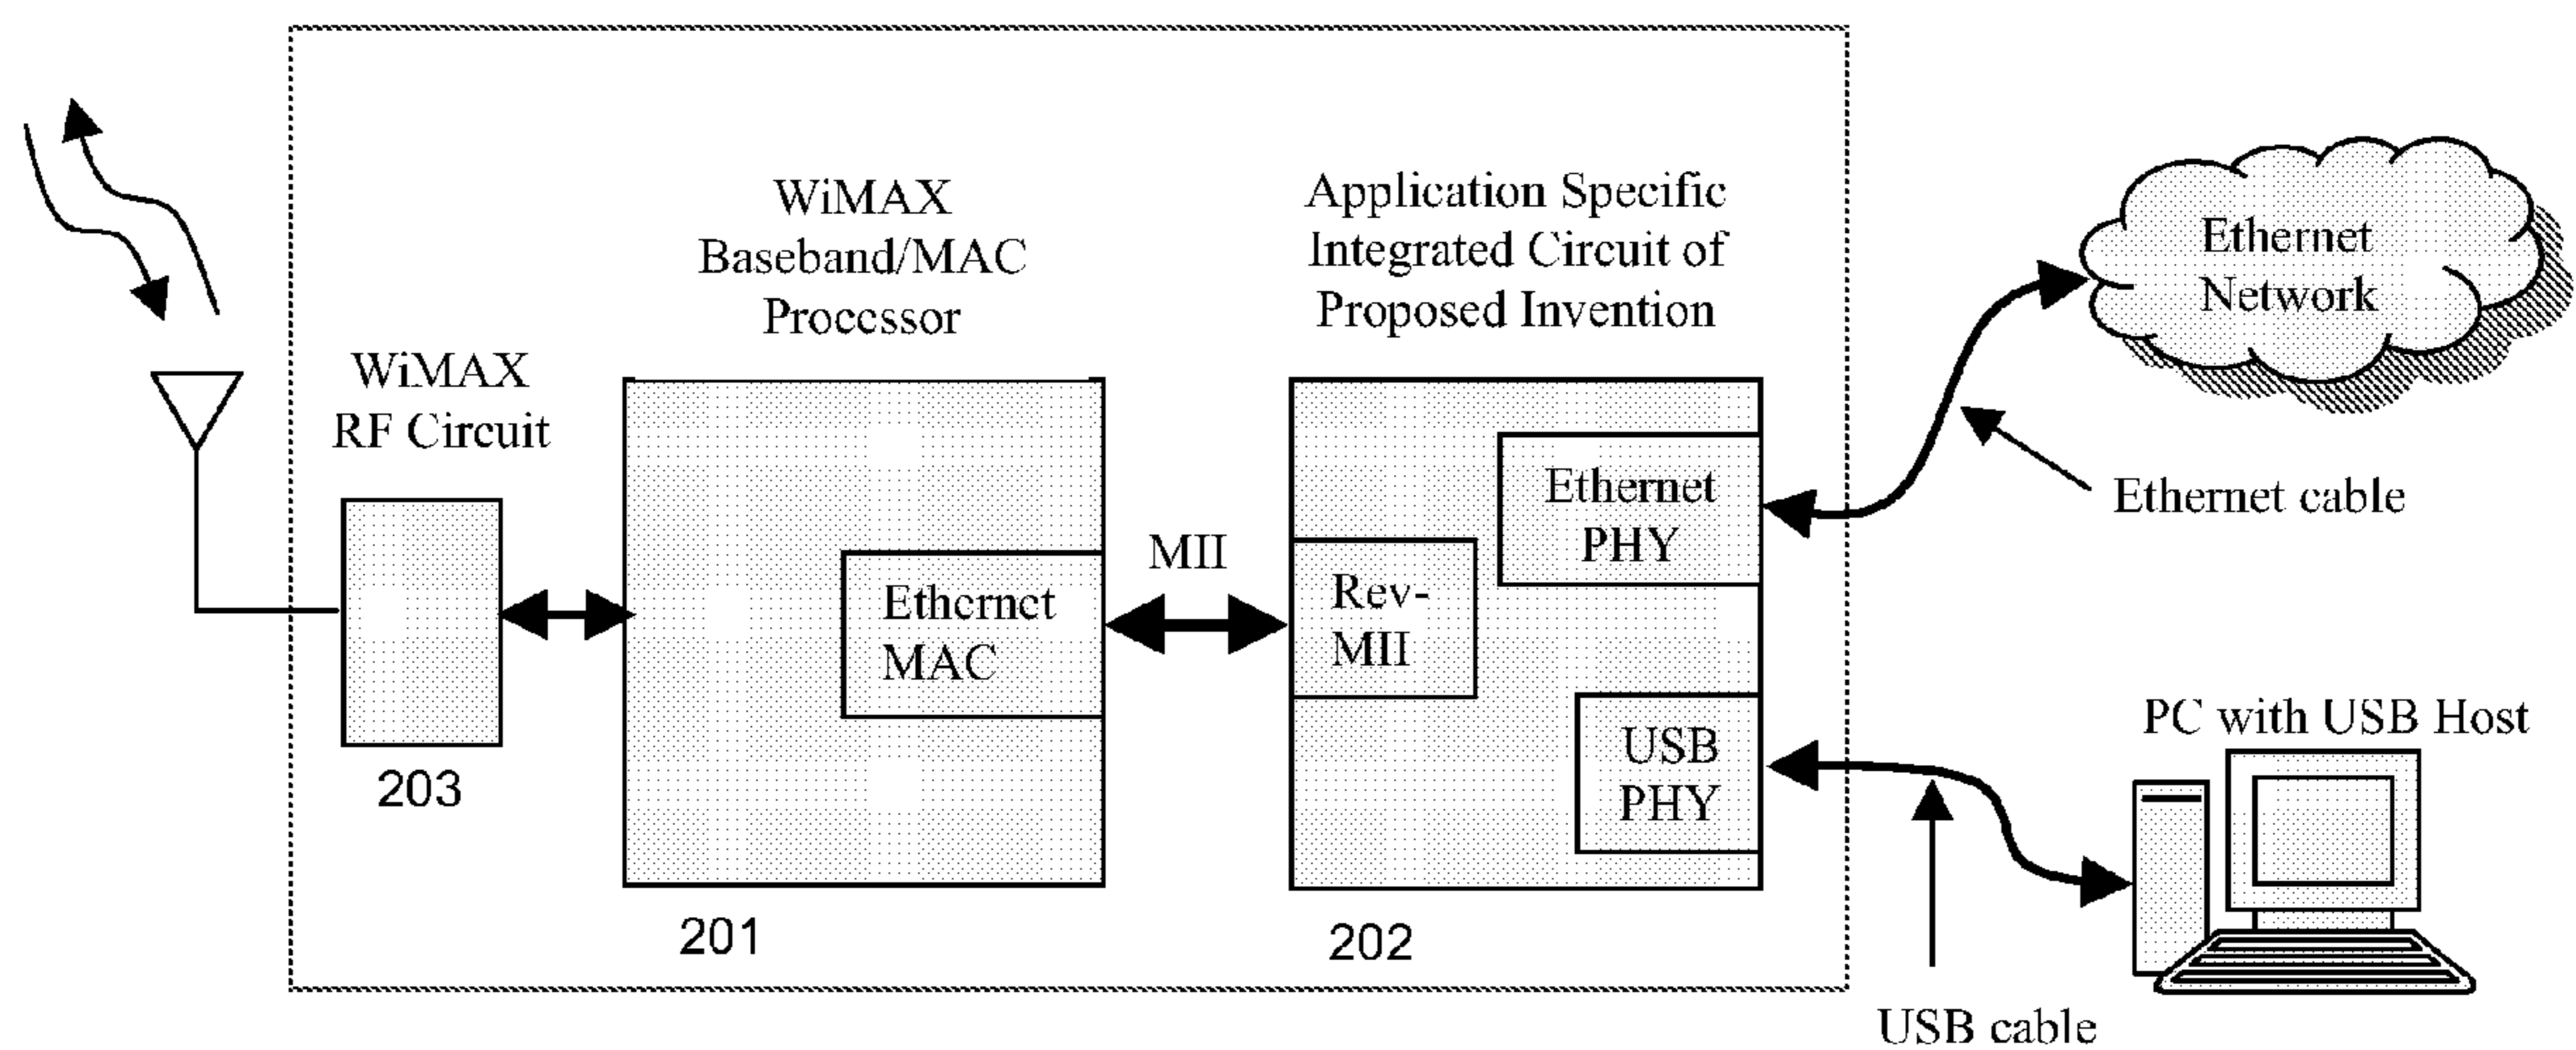 WiMAX
Baseband/MAC
Processor
Application Specific
Integrated Circuit of
Proposed Invention
Ethernet
Network
WiMAX
RF Circuit
Ethernet
PHY
Ethernet cable
MII
Rev-
MII
Ethernet
MAC
USB
PHY
PC with USB Host
203
201
202
USB cable